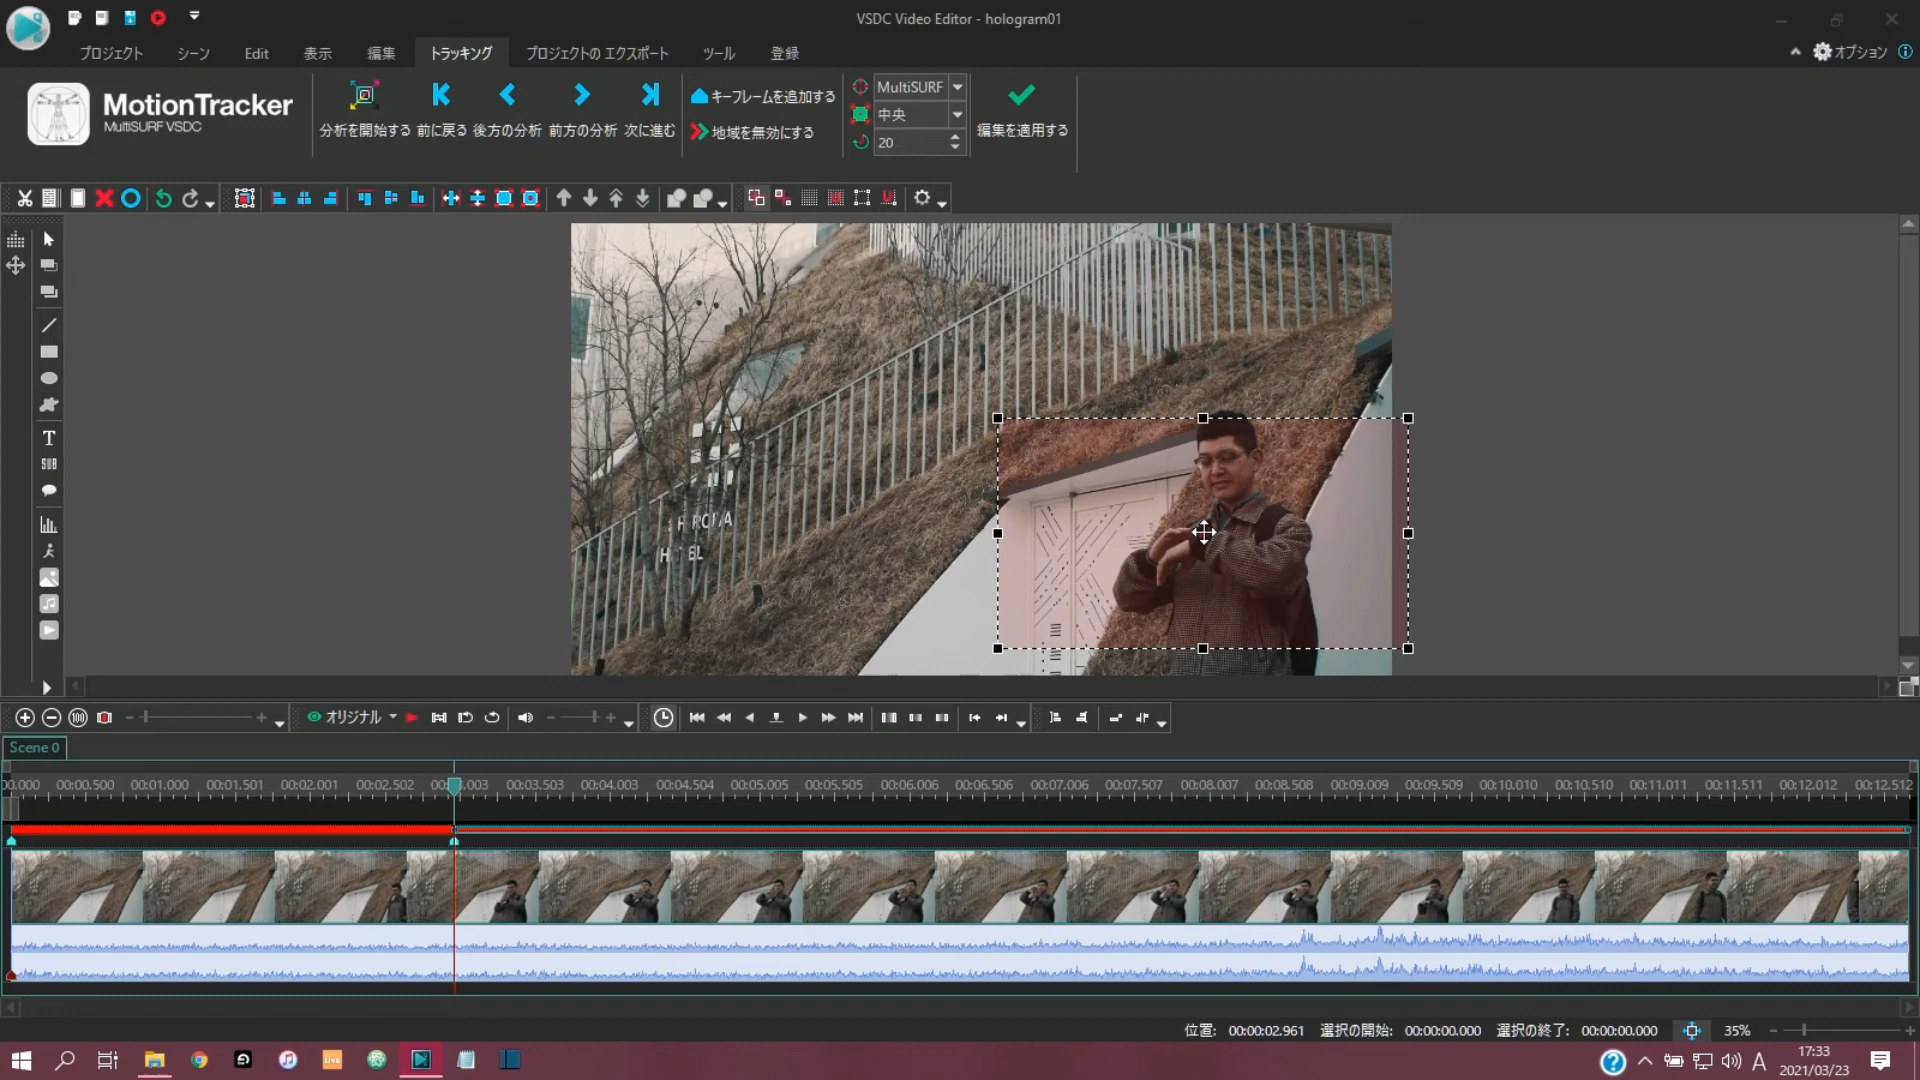 VSDC Video Editor - hologram01
プロジェクト シーン Edit 表示 編集 トラッキング プロジェクトの エクスポート ツール 登録 オプション
MotionTracker
MultiSURF VSDC
分析を開始する 前に戻る 後方の分析 前方の分析 次に進む
キーフレームを追加する
地域を無効にする
MultiSURF
中央
20
編集を適用する
T
SUB
HOTEL
オリジナル
Scene 0
00.000 00:00.500 00:01.000 00:01.501 00:02.001 00:02.502 00:03.003 00:03.503 00:04.003 00:04.504 00:05.005 00:05.505 00:06.006 00:06.506 00:07.006 00:07.507 00:08.007 00:08.508 00:09.009 00:09.509 00:10.010 00:10.510 00:11.011 00:11.511 00:12.012 00:12.512
位置: 00:00:02.961 選択の開始: 00:00:00.000 選択の終了: 00:00:00.000 35%
Live
A
17:33
2021/03/23